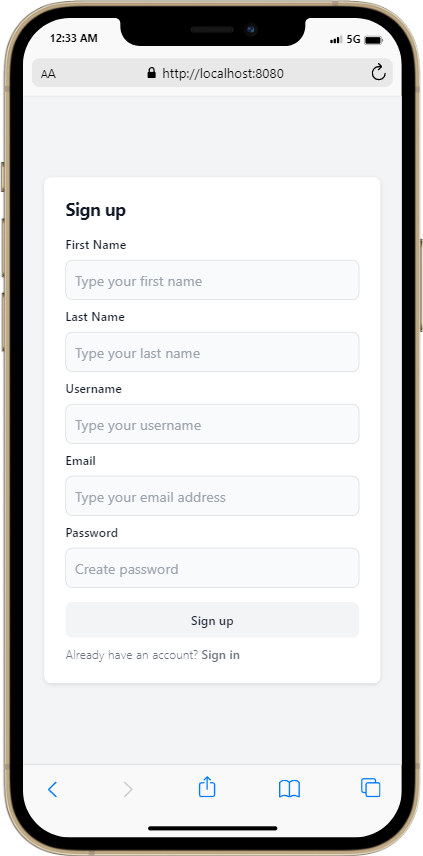 12:33 AM
5G
AA
http://localhost:8080
Sign up
First Name
Type your first name
Last Name
Type your last name
Username
Type your username
Email
Type your email address
Password
Create password
Sign up
Already have an account? Sign in